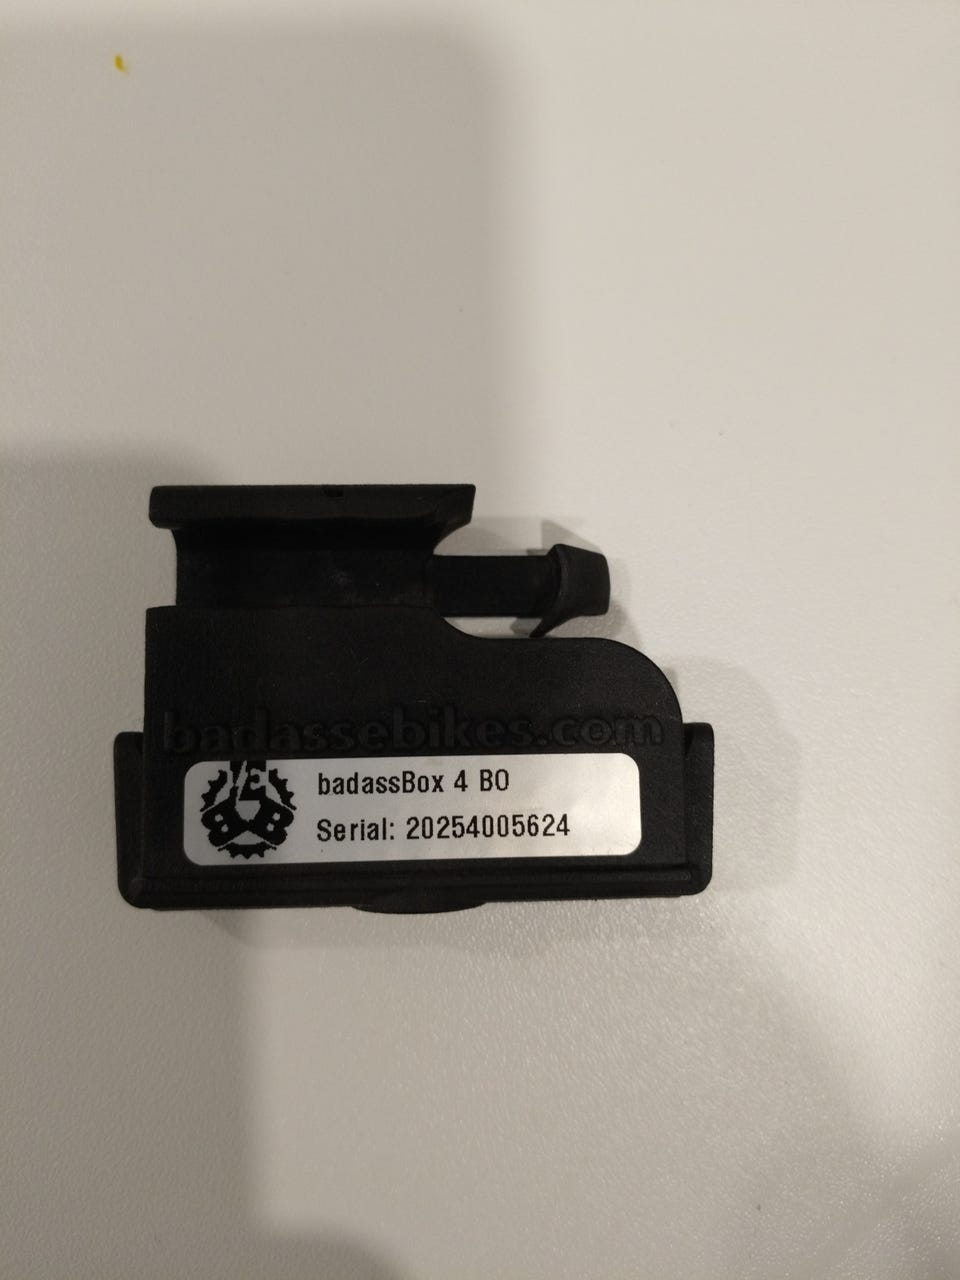 badassebikes.com
badassBox 4 BO
Serial: 20254005624